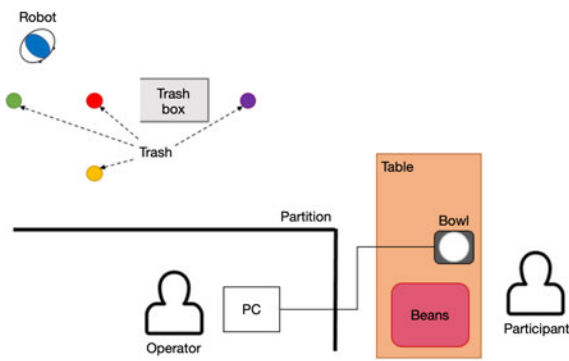 Robot
Trash
box
Trash
Table
Partition
Bowl
PC
Beans
Operator
Participant